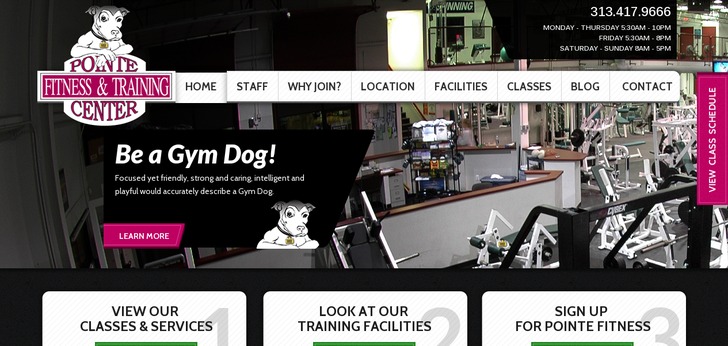 313.417.9666
MONDAY - THURSDAY 5:30AM - 10PM
FRIDAY 5:30AM - 8PM
SATURDAY - SUNDAY 8AM - 5PM
POINTE
FITNESS & TRAINING
CENTER
HOME
STAFF
WHY JOIN?
LOCATION
FACILITIES
CLASSES
BLOG
CONTACT
VIEW CLASS SCHEDULE
Be a Gym Dog!
Focused yet friendly, strong and caring, intelligent and
playful would accurately describe a Gym Dog.
LEARN MORE
CYBEX
VIEW OUR
CLASSES & SERVICES
1
LOOK AT OUR
TRAINING FACILITIES
2
SIGN UP
FOR POINTE FITNESS
3